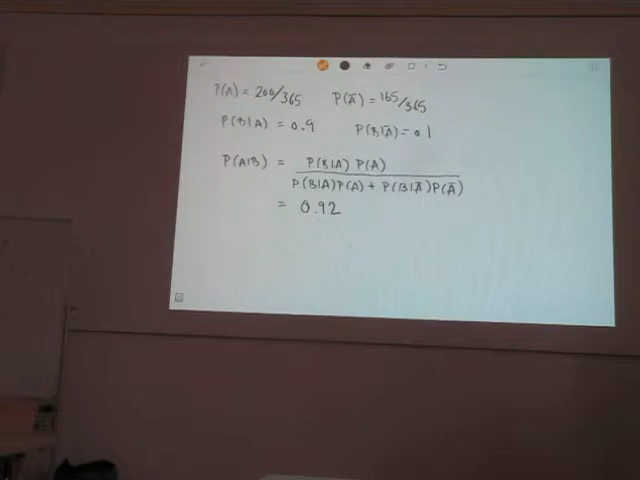 P(A) = 200/365 P(Ā) = 165/365
P(B|A) = 0.9 P(B|Ā) = 0.1
P(A|B) = P(B|A) P(A)
P(B|A)P(A) + P(B|Ā)P(Ā)
= 0.92